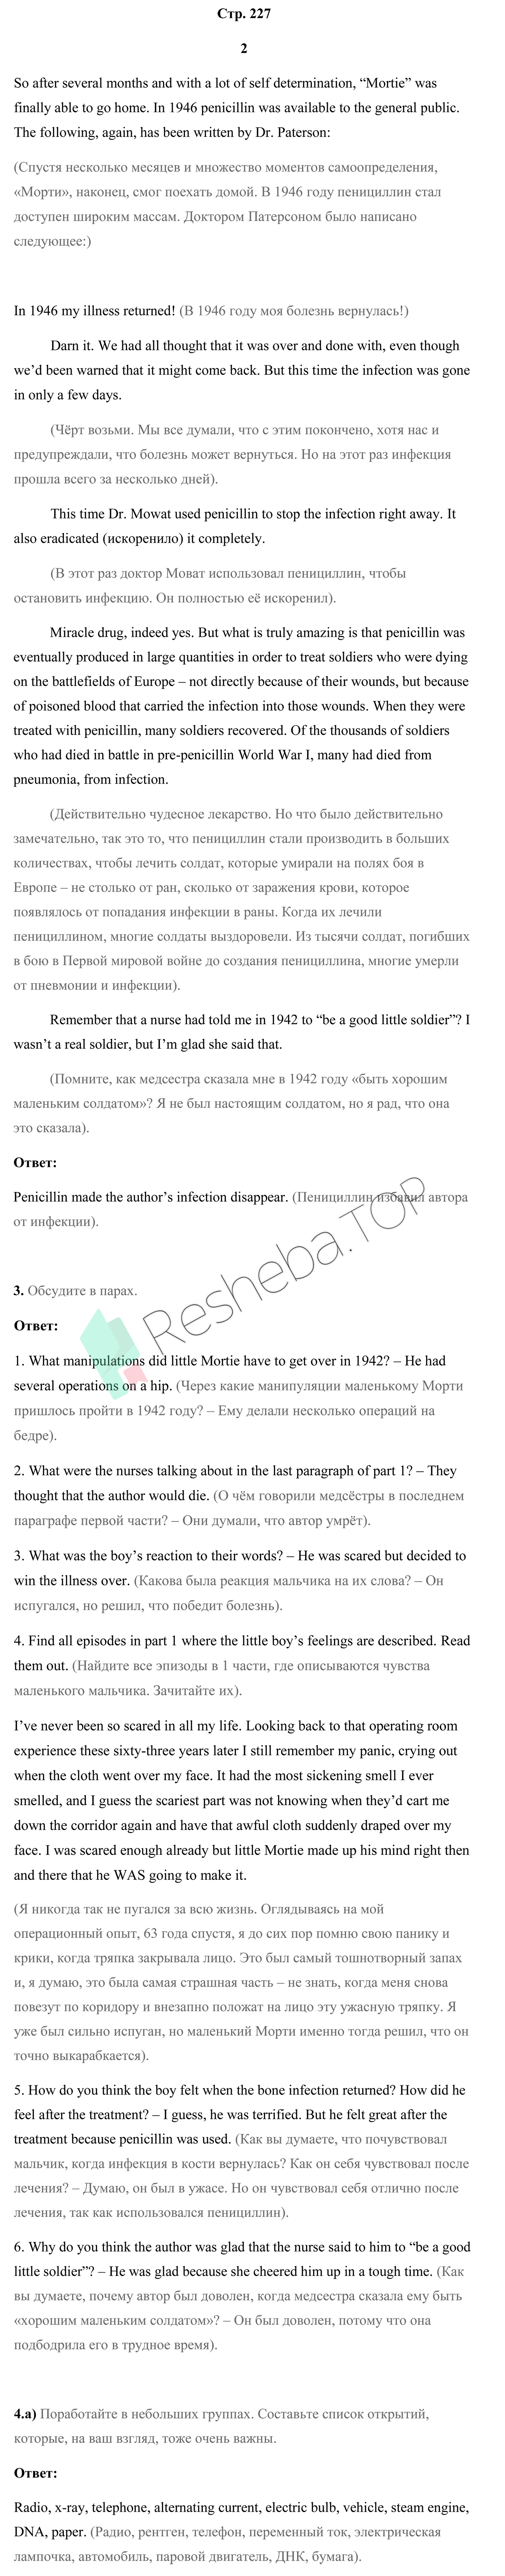 Стр. 227
2
So after several months and with a lot of self determination, “Mortie” was
finally able to go home. In 1946 penicillin was available to the general public.
The following, again, has been written by Dr. Paterson:
(Спустя несколько месяцев и множество моментов самоопределения,
«Морти», наконец, смог поехать домой. В 1946 году пенициллин стал
доступен широким массам. Доктором Патерсоном было написано
следующее:)
In 1946 my illness returned! (В 1946 году моя болезнь вернулась!)
Darn it. We had all thought that it was over and done with, even though
we’d been warned that it might come back. But this time the infection was gone
in only a few days.
(Чёрт возьми. Мы все думали, что с этим покончено, хотя нас и
предупреждали, что болезнь может вернуться. Но на этот раз инфекция
прошла всего за несколько дней).
This time Dr. Mowat used penicillin to stop the infection right away. It
also eradicated (искоренило) it completely.
(В этот раз доктор Моват использовал пенициллин, чтобы
остановить инфекцию. Он полностью её искоренил).
Miracle drug, indeed yes. But what is truly amazing is that penicillin was
eventually produced in large quantities in order to treat soldiers who were dying
on the battlefields of Europe – not directly because of their wounds, but because
of poisoned blood that carried the infection into those wounds. When they were
treated with penicillin, many soldiers recovered. Of the thousands of soldiers
who had died in battle in pre-penicillin World War I, many had died from
pneumonia, from infection.
(Действительно чудесное лекарство. Но что было действительно
замечательно, так это то, что пенициллин стали производить в больших
количествах, чтобы лечить солдат, которые умирали на полях боя в
Европе – не столько от ран, сколько от заражения крови, которое
появлялось от попадания инфекции в раны. Когда их лечили
пенициллином, многие солдаты выздоровели. Из тысячи солдат, погибших
в бою в Первой мировой войне до создания пенициллина, многие умерли
от пневмонии и инфекции).
Remember that a nurse had told me in 1942 to “be a good little soldier”? I
wasn’t a real soldier, but I’m glad she said that.
(Помните, как медсестра сказала мне в 1942 году «быть хорошим
маленьким солдатом»? Я не был настоящим солдатом, но я рад, что она
это сказала).
Ответ:
Penicillin made the author’s infection disappear. (Пенициллин избавил автора
от инфекции).
Resheba.TOP
3. Обсудите в парах.
Ответ:
1. What manipulations did little Mortie have to get over in 1942? – He had
several operations on a hip. (Через какие манипуляции маленькому Морти
пришлось пройти в 1942 году? – Ему делали несколько операций на
бедре).
2. What were the nurses talking about in the last paragraph of part 1? – They
thought that the author would die. (О чём говорили медсёстры в последнем
параграфе первой части? – Они думали, что автор умрёт).
3. What was the boy’s reaction to their words? – He was scared but decided to
win the illness over. (Какова была реакция мальчика на их слова? – Он
испугался, но решил, что победит болезнь).
4. Find all episodes in part 1 where the little boy’s feelings are described. Read
them out. (Найдите все эпизоды в 1 части, где описываются чувства
маленького мальчика. Зачитайте их).
I’ve never been so scared in all my life. Looking back to that operating room
experience these sixty-three years later I still remember my panic, crying out
when the cloth went over my face. It had the most sickening smell I ever
smelled, and I guess the scariest part was not knowing when they’d cart me
down the corridor again and have that awful cloth suddenly draped over my
face. I was scared enough already but little Mortie made up his mind right then
and there that he WAS going to make it.
(Я никогда так не пугался за всю жизнь. Оглядываясь на мой
операционный опыт, 63 года спустя, я до сих пор помню свою панику и
крики, когда тряпка закрывала лицо. Это был самый тошнотворный запах
и, я думаю, это была самая страшная часть – не знать, когда меня снова
повезут по коридору и внезапно положат на лицо эту ужасную тряпку. Я
уже был сильно испуган, но маленький Морти именно тогда решил, что он
точно выкарабкается).
5. How do you think the boy felt when the bone infection returned? How did he
feel after the treatment? – I guess, he was terrified. But he felt great after the
treatment because penicillin was used. (Как вы думаете, что почувствовал
мальчик, когда инфекция в кости вернулась? Как он себя чувствовал после
лечения? – Думаю, он был в ужасе. Но он чувствовал себя отлично после
лечения, так как использовался пенициллин).
6. Why do you think the author was glad that the nurse said to him to “be a good
little soldier”? – He was glad because she cheered him up in a tough time. (Как
вы думаете, почему автор был доволен, когда медсестра сказала ему быть
«хорошим маленьким солдатом»? – Он был доволен, потому что она
подбодрила его в трудное время).
4.a) Поработайте в небольших группах. Составьте список открытий,
которые, на ваш взгляд, тоже очень важны.
Ответ:
Radio, x-ray, telephone, alternating current, electric bulb, vehicle, steam engine,
DNA, paper. (Радио, рентген, телефон, переменный ток, электрическая
лампочка, автомобиль, паровой двигатель, ДНК, бумага).